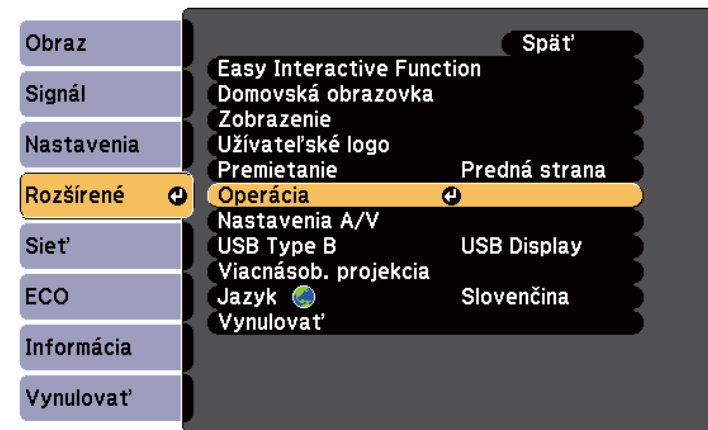 Obraz
Signál
Nastavenia
Rozšírené
Sieť
ECO
Informácia
Vynulovať
Späť
Easy Interactive Function
Domovská obrazovka
Zobrazenie
Užívateľské logo
Premietanie Predná strana
Operácia
Nastavenia A/V
USB Type B USB Display
Viacnásob. projekcia
Jazyk Slovenčina
Vynulovať